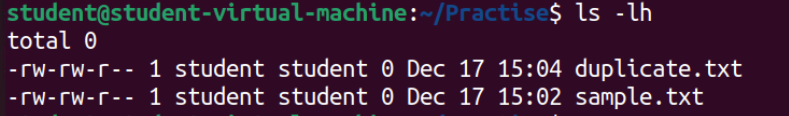 student@student-virtual-machine:~/Practise$ ls -lh
total 0
-rw-rw-r-- 1 student student 0 Dec 17 15:04 duplicate.txt
-rw-rw-r-- 1 student student 0 Dec 17 15:02 sample.txt